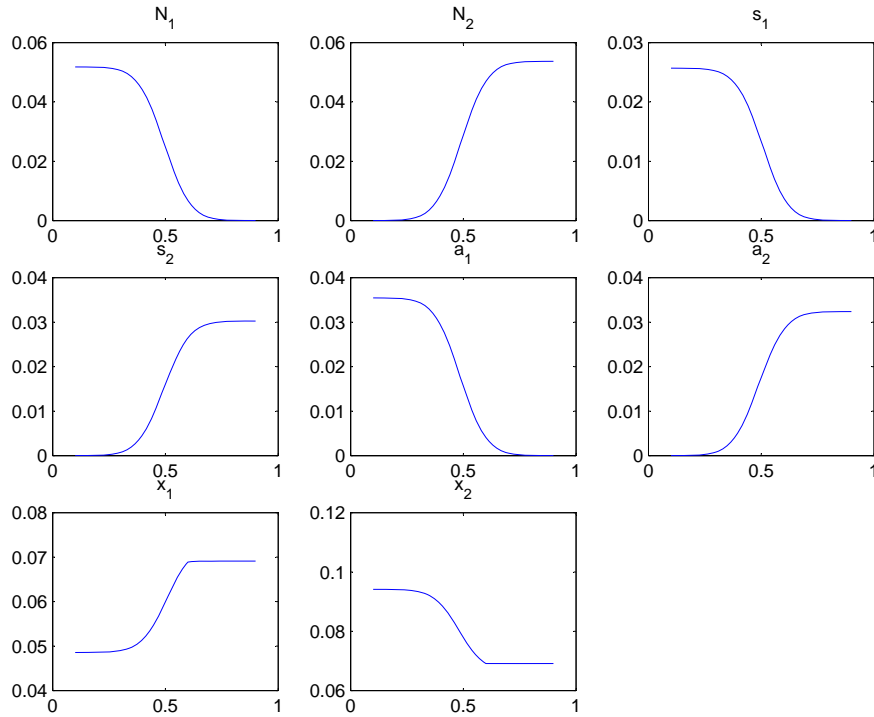 N₁ N₂ s₁
0.06 0.06 0.03
0.04 0.04 0.02
0.02 0.02 0.01
0 0 0
0 0.5 1 0 0.5 1 0 0.5 1
s₂ a₁ a₂
0.04 0.04 0.04
0.03 0.03 0.03
0.02 0.02 0.02
0.01 0.01 0.01
0 0 0
0 0.5 1 0 0.5 1 0 0.5 1
x₁ x₂
0.08 0.12
0.07 0.1
0.06 0.08
0.05
0.04 0.06
0 0.5 1 0 0.5 1